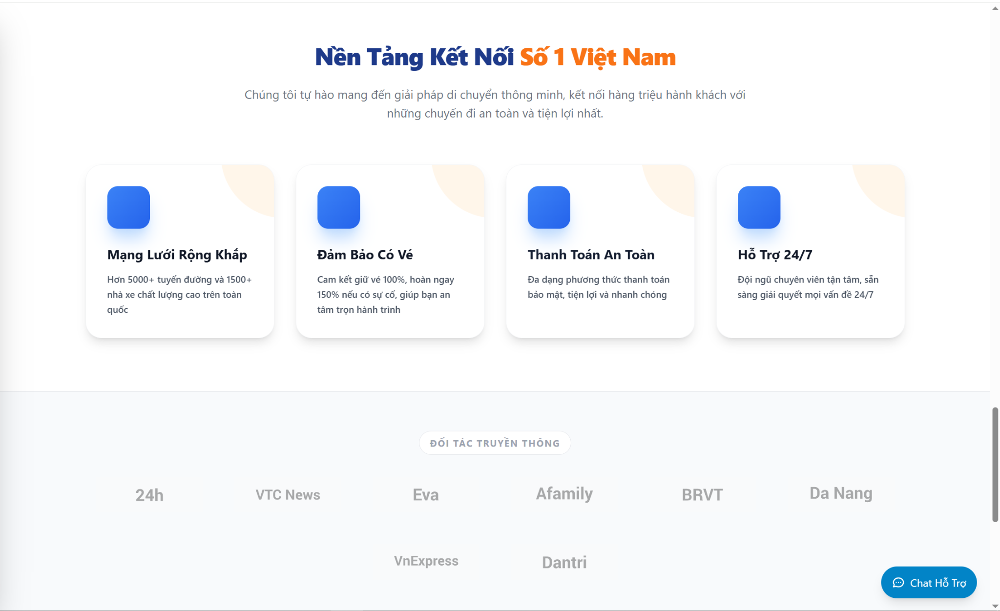 Nền Tảng Kết Nối Số 1 Việt Nam
Chúng tôi tự hào mang đến giải pháp di chuyển thông minh, kết nối hàng triệu hành khách với
những chuyến đi an toàn và tiện lợi nhất.
Mạng Lưới Rộng Khắp
Hơn 5000+ tuyến đường và 1500+
nhà xe chất lượng cao trên toàn
quốc
Đảm Bảo Có Vé
Cam kết giữ vé 100%, hoàn ngay
150% nếu có sự cố, giúp bạn an
tâm trọn hành trình
Thanh Toán An Toàn
Đa dạng phương thức thanh toán
bảo mật, tiện lợi và nhanh chóng
Hỗ Trợ 24/7
Đội ngũ chuyên viên tận tâm, sẵn
sàng giải quyết mọi vấn đề 24/7
ĐỐI TÁC TRUYỀN THÔNG
24h
VTC News
Eva
Afamily
BRVT
Da Nang
VnExpress
Dantri
Chat Hỗ Trợ